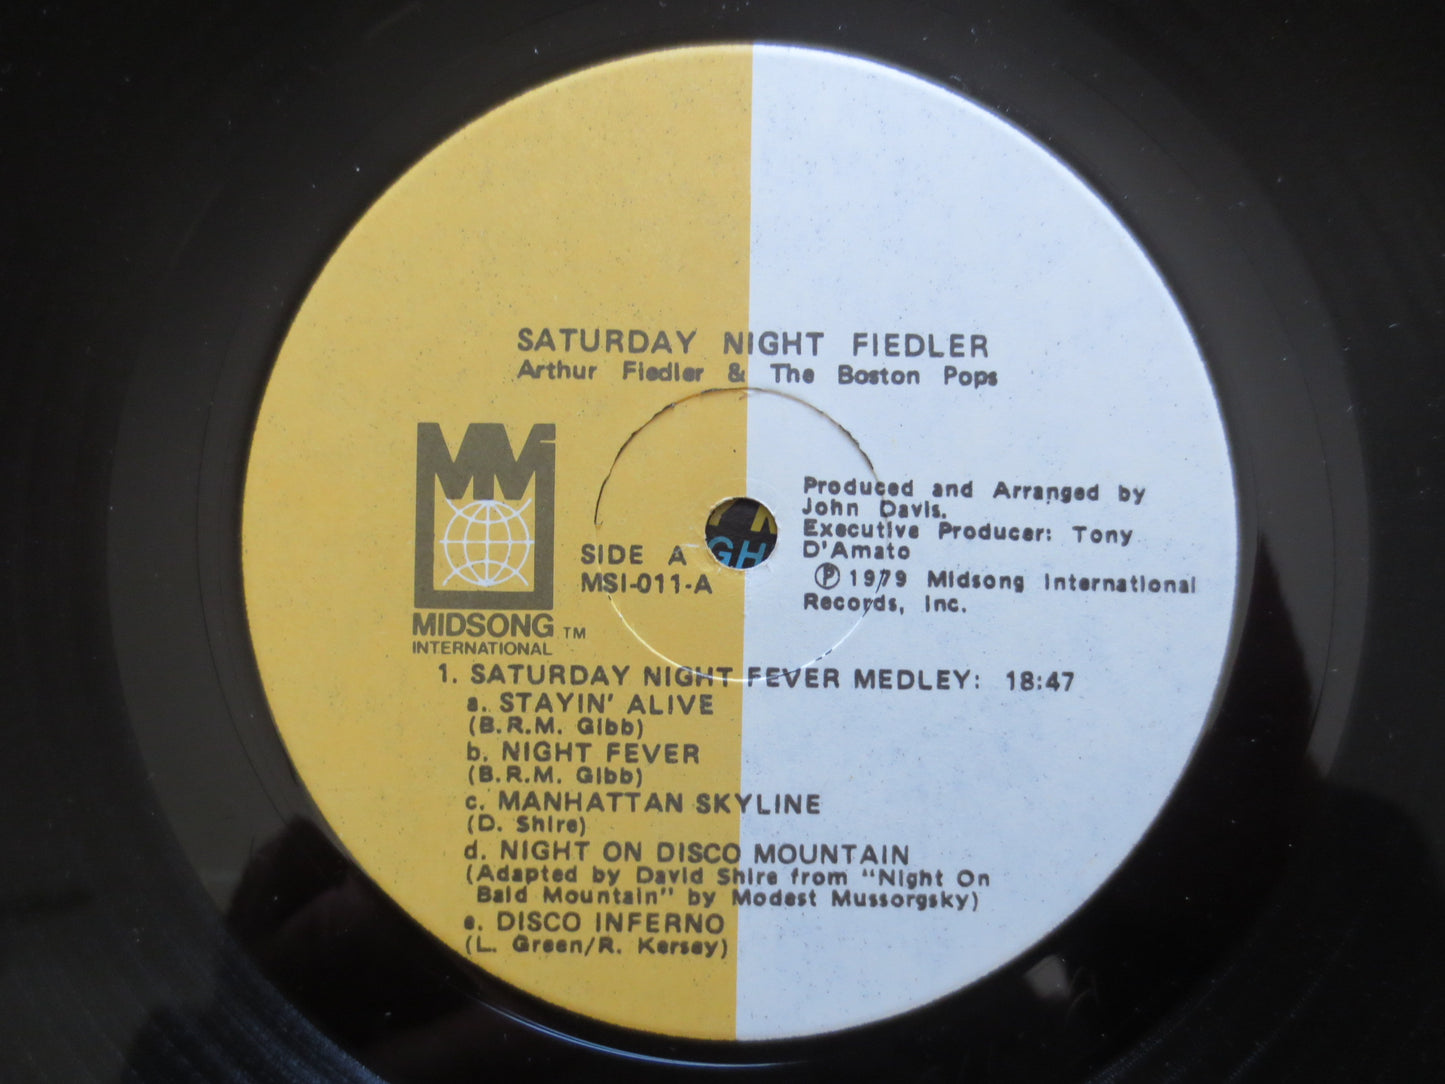 SATURDAY NIGHT FIEDLER
Arthur Fiedler & The Boston Pops
MM
MIDSONG TM
INTERNATIONAL
SIDE A
MSI-011-A
Produced and Arranged by
John Davis.
Executive Producer: Tony
D'Amato
Ⓟ 1979 Midsong International
Records, Inc.
1. SATURDAY NIGHT FEVER MEDLEY: 18:47
a. STAYIN' ALIVE
(B.R.M. Gibb)
b. NIGHT FEVER
(B.R.M. Gibb)
c. MANHATTAN SKYLINE
(D. Shire)
d. NIGHT ON DISCO MOUNTAIN
(Adapted by David Shire from "Night On
Bald Mountain" by Modest Mussorgsky)
e. DISCO INFERNO
(L. Green/R. Kersey)